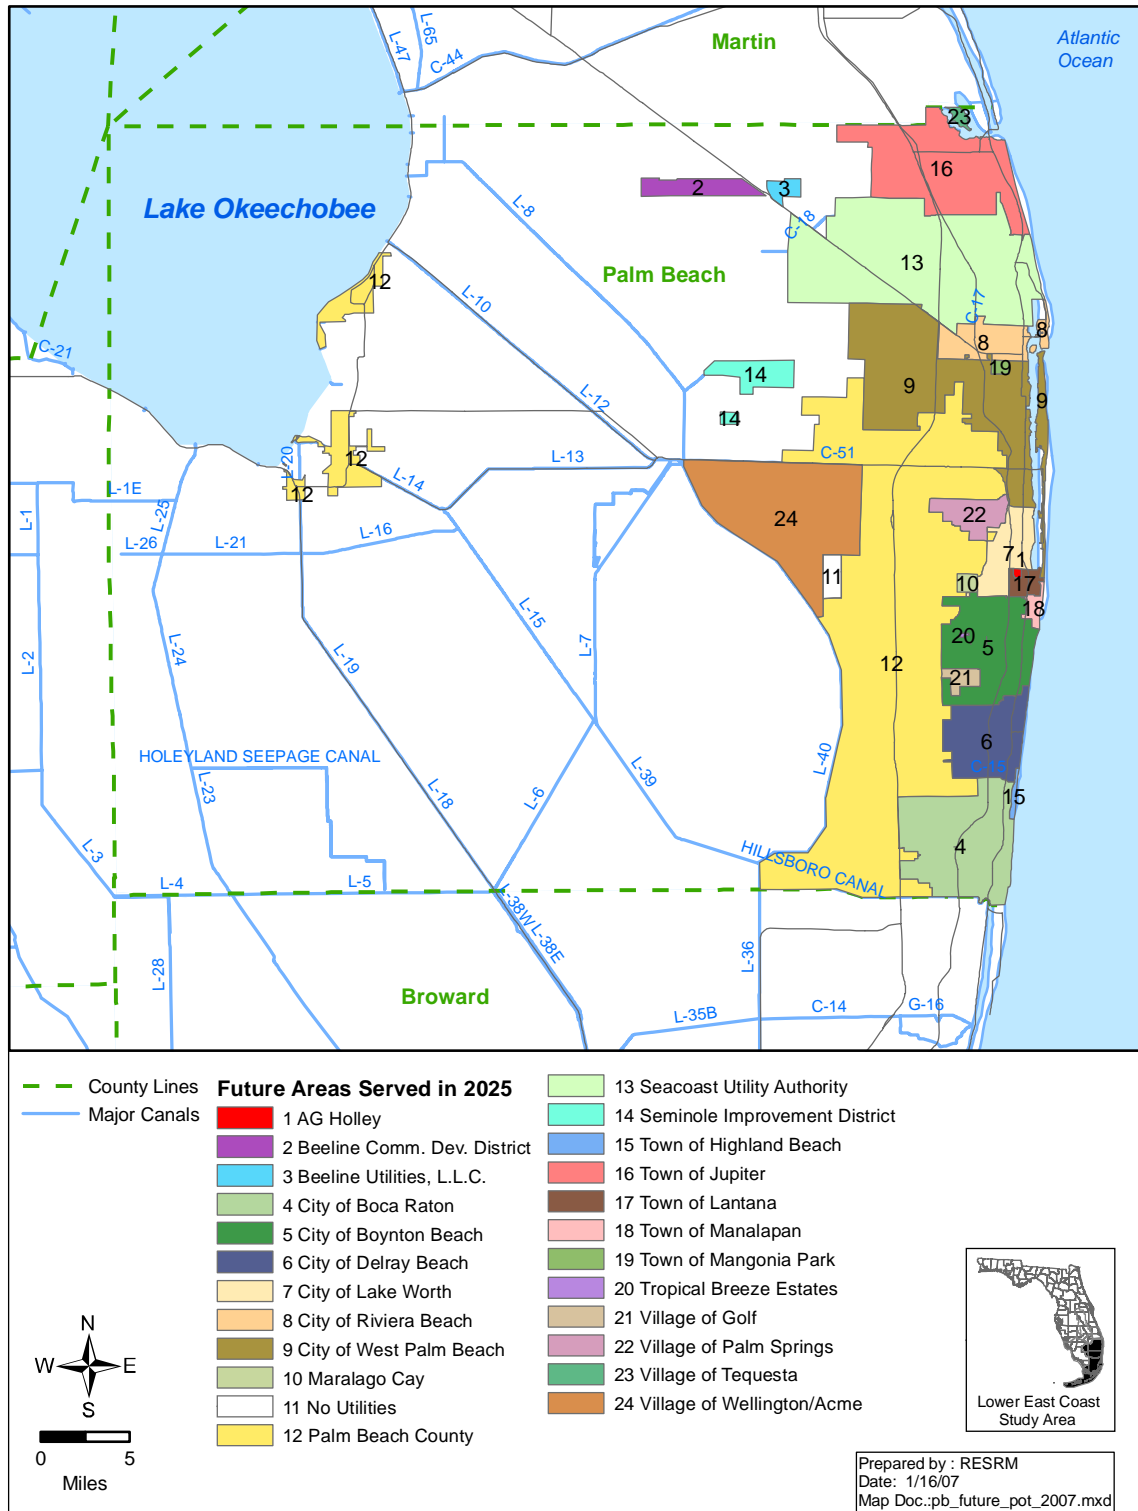 L-65
L-47
C-44
Martin
Atlantic
Ocean
23
16
2
3
Lake Okeechobee
L-8
C-18
13
Palm Beach
12
L-10
C-17
8
8
C-21
19
14
9
9
L-12
14
C-51
L-20
12
L-13
L-14
12
L-1E
L-1
L-25
L-16
24
22
L-26
L-21
7
1
11
10
17
18
L-15
L-7
20
5
L-24
L-2
L-19
12
21
6
HOLEYLAND SEEPAGE CANAL
L-40
C-15
L-23
L-18
L-6
L-39
15
4
L-3
HILLSBORO CANAL
L-4
L-5
L-38W
L-38E
L-28
L-36
Broward
L-35B
C-14
G-16
County Lines
Major Canals
Future Areas Served in 2025
1 AG Holley
2 Beeline Comm. Dev. District
3 Beeline Utilities, L.L.C.
4 City of Boca Raton
5 City of Boynton Beach
6 City of Delray Beach
7 City of Lake Worth
8 City of Riviera Beach
9 City of West Palm Beach
10 Maralago Cay
11 No Utilities
12 Palm Beach County
13 Seacoast Utility Authority
14 Seminole Improvement District
15 Town of Highland Beach
16 Town of Jupiter
17 Town of Lantana
18 Town of Manalapan
19 Town of Mangonia Park
20 Tropical Breeze Estates
21 Village of Golf
22 Village of Palm Springs
23 Village of Tequesta
24 Village of Wellington/Acme
N
W
E
S
0
5
Miles
Lower East Coast
Study Area
Prepared by : RESRM
Date:  1/16/07
Map Doc.:pb_future_pot_2007.mxd